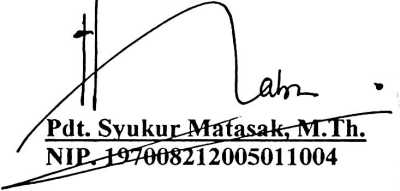 Pdt. Syukur Matasak, M.Th.
NIP. 197008212005011004